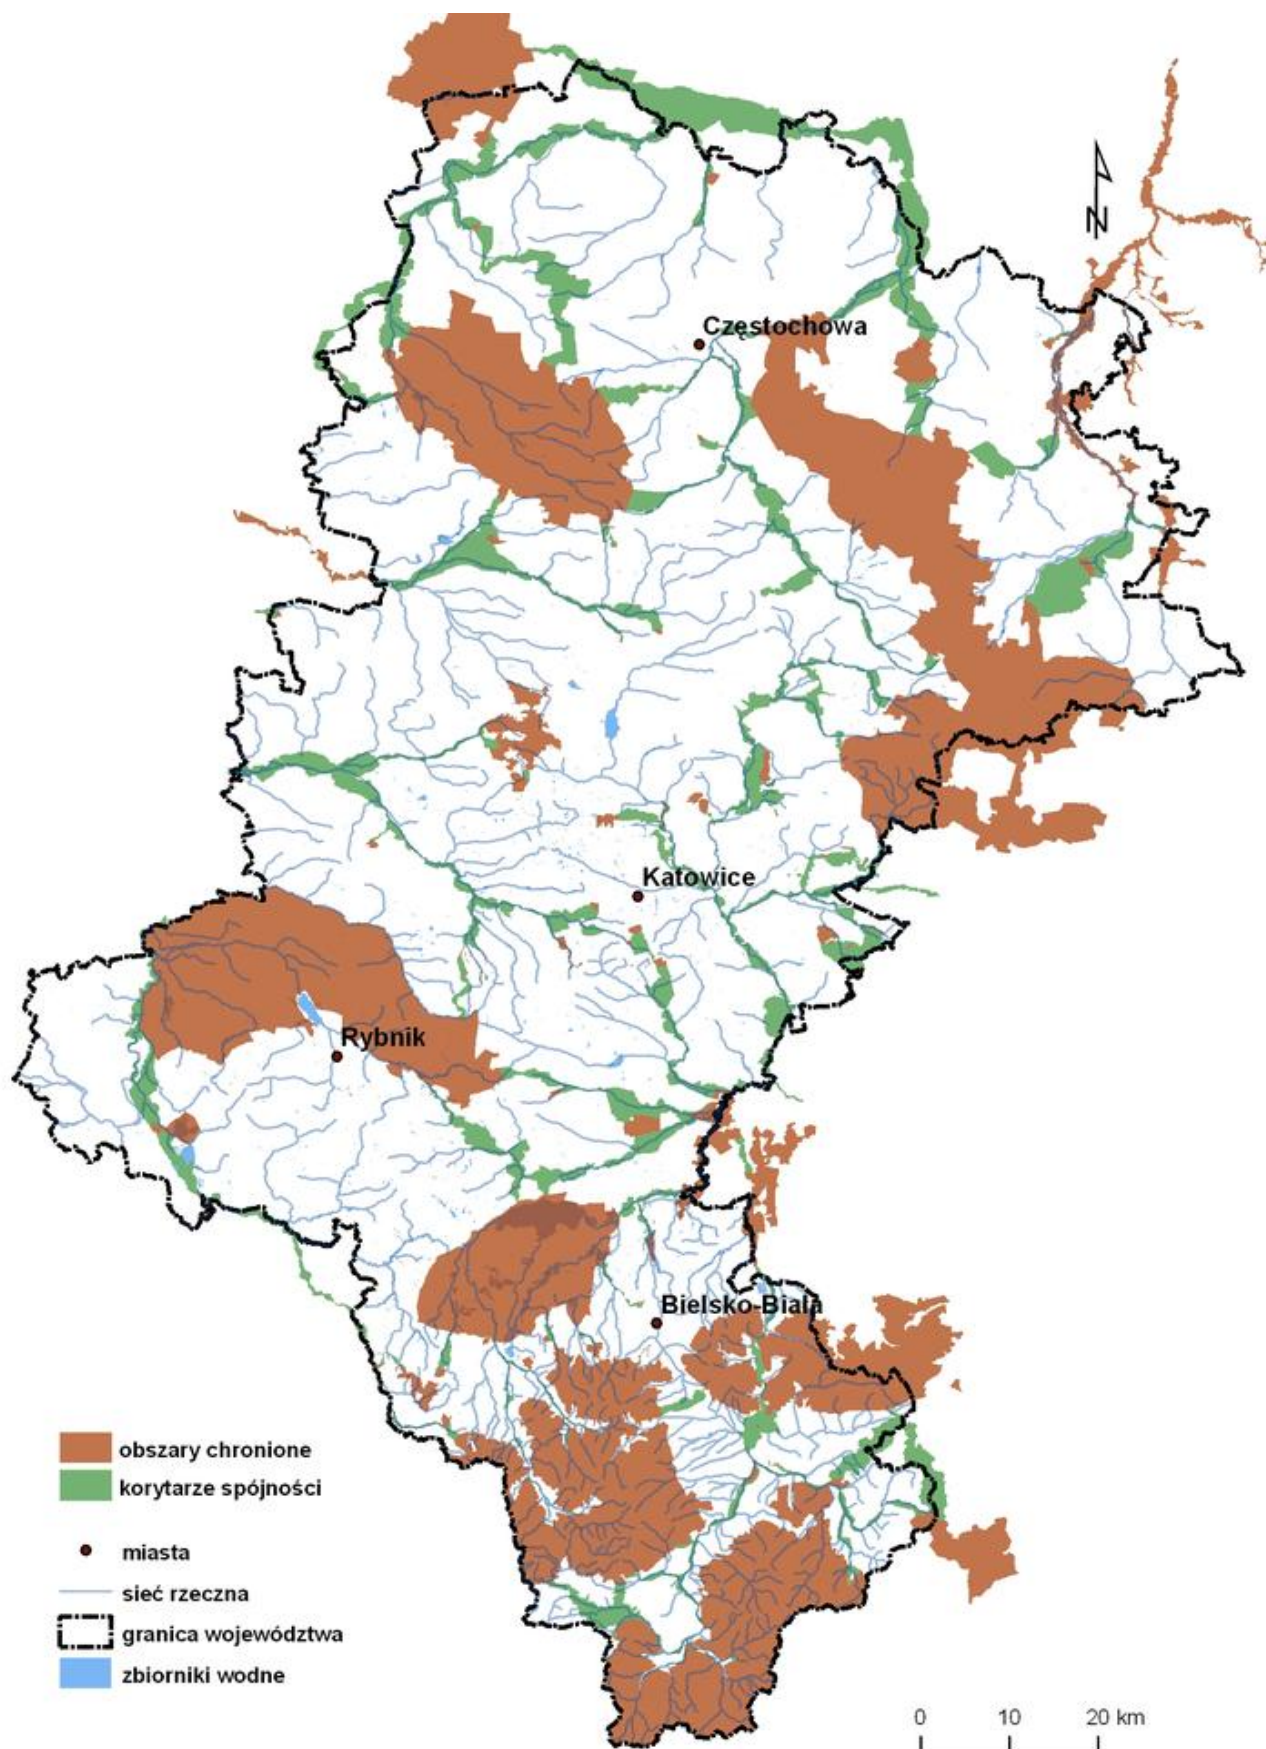 N
Częstochowa
Katowice
Rybnik
Bielsko-Biała
obszary chronione
korytarze spójności
miasta
sieć rzeczna
granica województwa
zbiorniki wodne
0 10 20 km